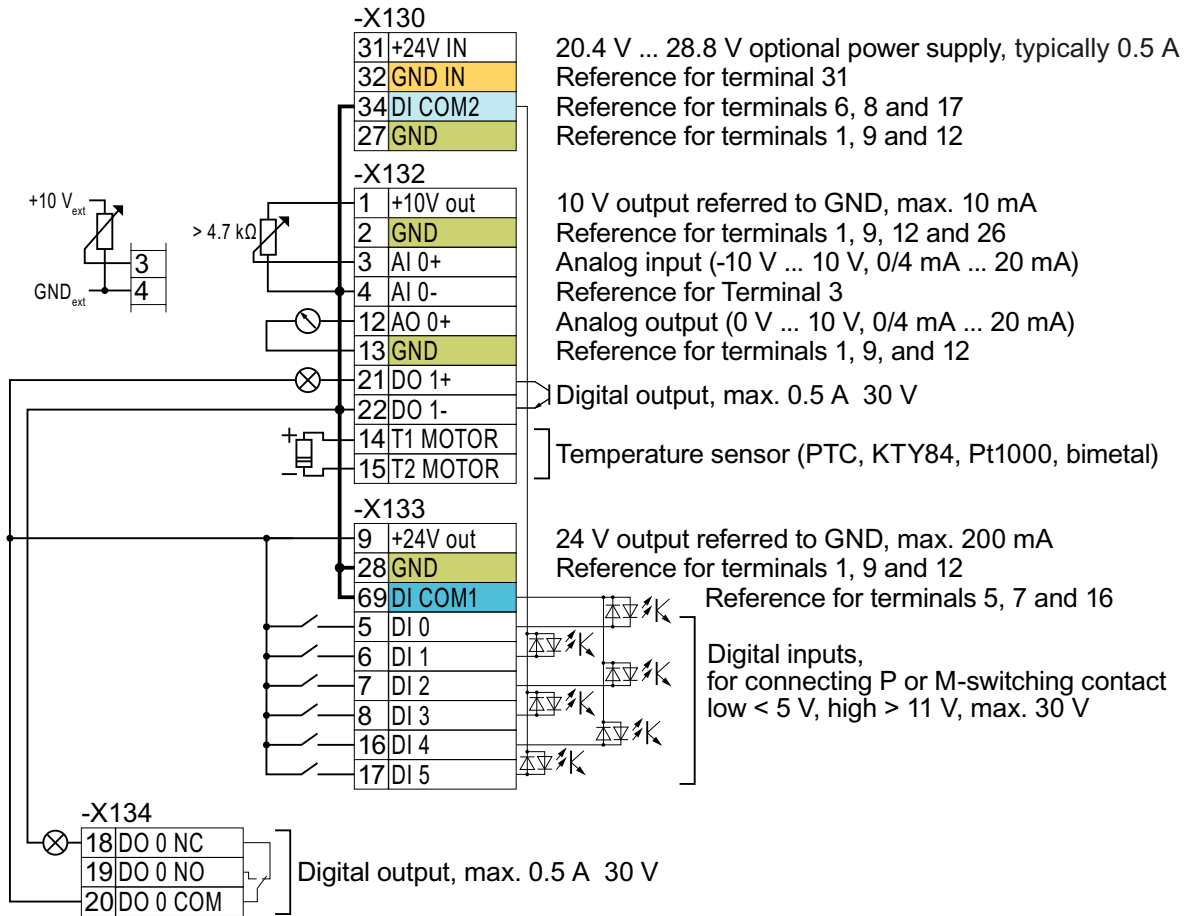 -X130
31 +24V IN 20.4 V ... 28.8 V optional power supply, typically 0.5 A
32 GND IN Reference for terminal 31
34 DI COM2 Reference for terminals 6, 8 and 17
27 GND Reference for terminals 1, 9 and 12
-X132
1 +10V out 10 V output referred to GND, max. 10 mA
2 GND Reference for terminals 1, 9, 12 and 26
3 AI 0+ Analog input (-10 V ... 10 V, 0/4 mA ... 20 mA)
4 AI 0- Reference for Terminal 3
12 AO 0+ Analog output (0 V ... 10 V, 0/4 mA ... 20 mA)
13 GND Reference for terminals 1, 9, and 12
21 DO 1+ Digital output, max. 0.5 A 30 V
22 DO 1-
14 T1 MOTOR Temperature sensor (PTC, KTY84, Pt1000, bimetal)
15 T2 MOTOR
+
–
+10 Vext
> 4.7 kΩ
3
GNDext 4
-X133
9 +24V out 24 V output referred to GND, max. 200 mA
28 GND Reference for terminals 1, 9 and 12
69 DI COM1 Reference for terminals 5, 7 and 16
5 DI 0
6 DI 1
7 DI 2
8 DI 3
16 DI 4
17 DI 5
Digital inputs,
for connecting P or M-switching contact
low < 5 V, high > 11 V, max. 30 V
-X134
18 DO 0 NC
19 DO 0 NO Digital output, max. 0.5 A 30 V
20 DO 0 COM